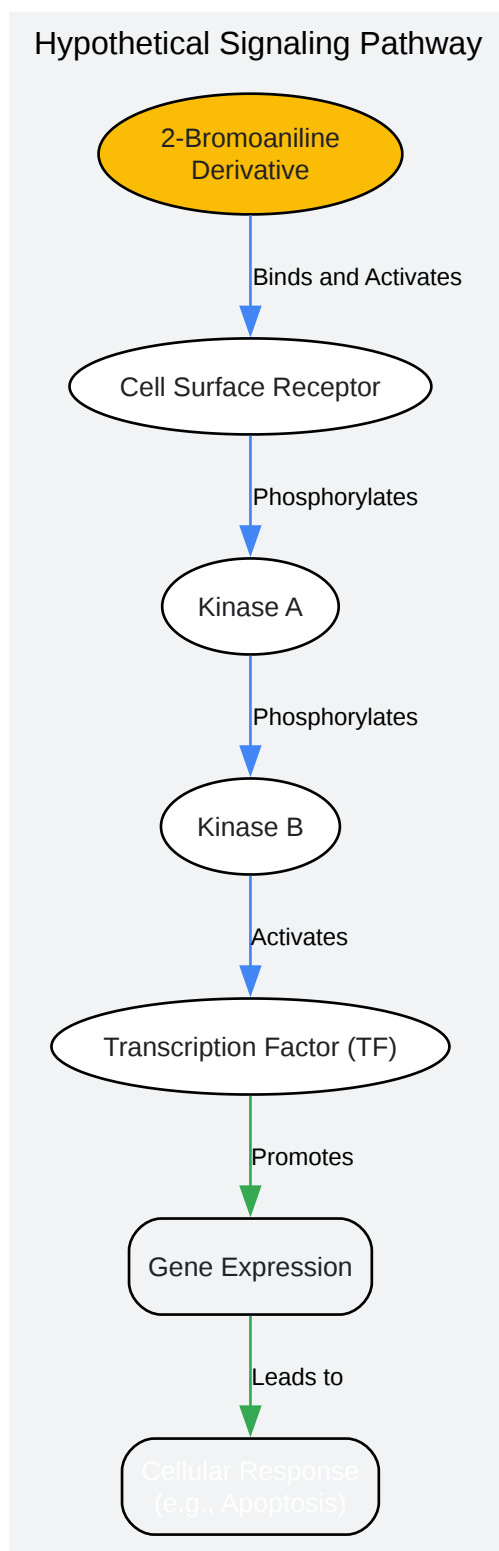 Hypothetical Signaling Pathway
2-Bromoaniline
Derivative
Binds and Activates
Cell Surface Receptor
Phosphorylates
Kinase A
Phosphorylates
Kinase B
Activates
Transcription Factor (TF)
Promotes
Gene Expression
Leads to
Cellular Response
(e.g., Apoptosis)